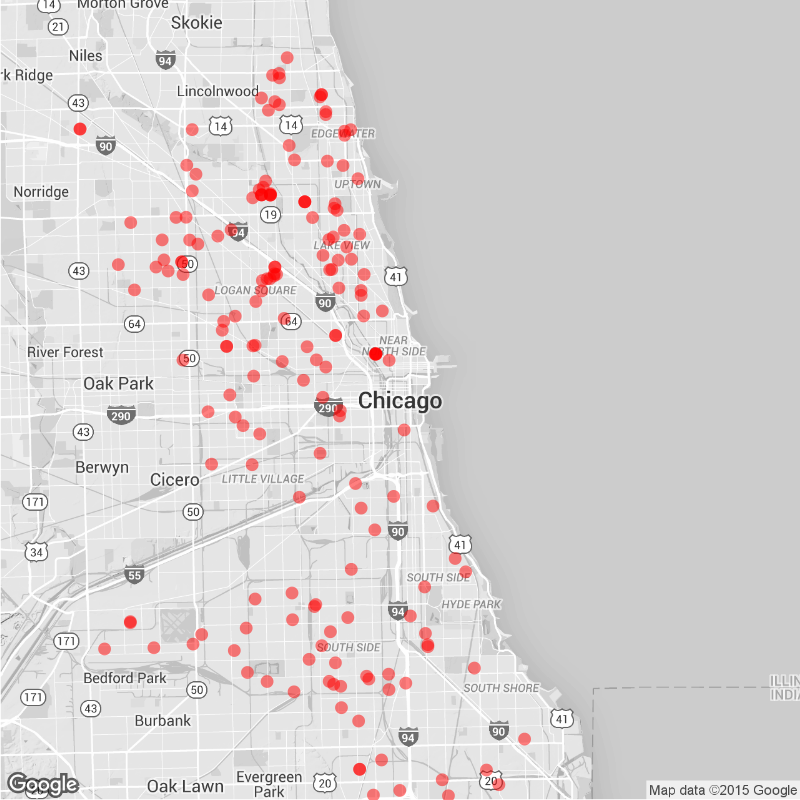 Morton Grove
14
21
Skokie
Niles
94
rk Ridge
Lincolnwood
43
14
14
EDGEWATER
90
UPTOWN
Norridge
19
94
LAKE VIEW
43
50
41
LOGAN SQUARE
90
64
64
NEAR
NORTH SIDE
River Forest
50
Oak Park
Chicago
290
290
43
Berwyn
Cicero
LITTLE VILLAGE
171
50
90
34
41
55
SOUTH SIDE
HYDE PARK
94
171
SOUTH SIDE
Bedford Park
SOUTH SHORE
ILLIN
INDIA
50
171
43
Burbank
41
90
94
Oak Lawn
Evergreen
Park
20
20
Google
Map data ©2015 Google